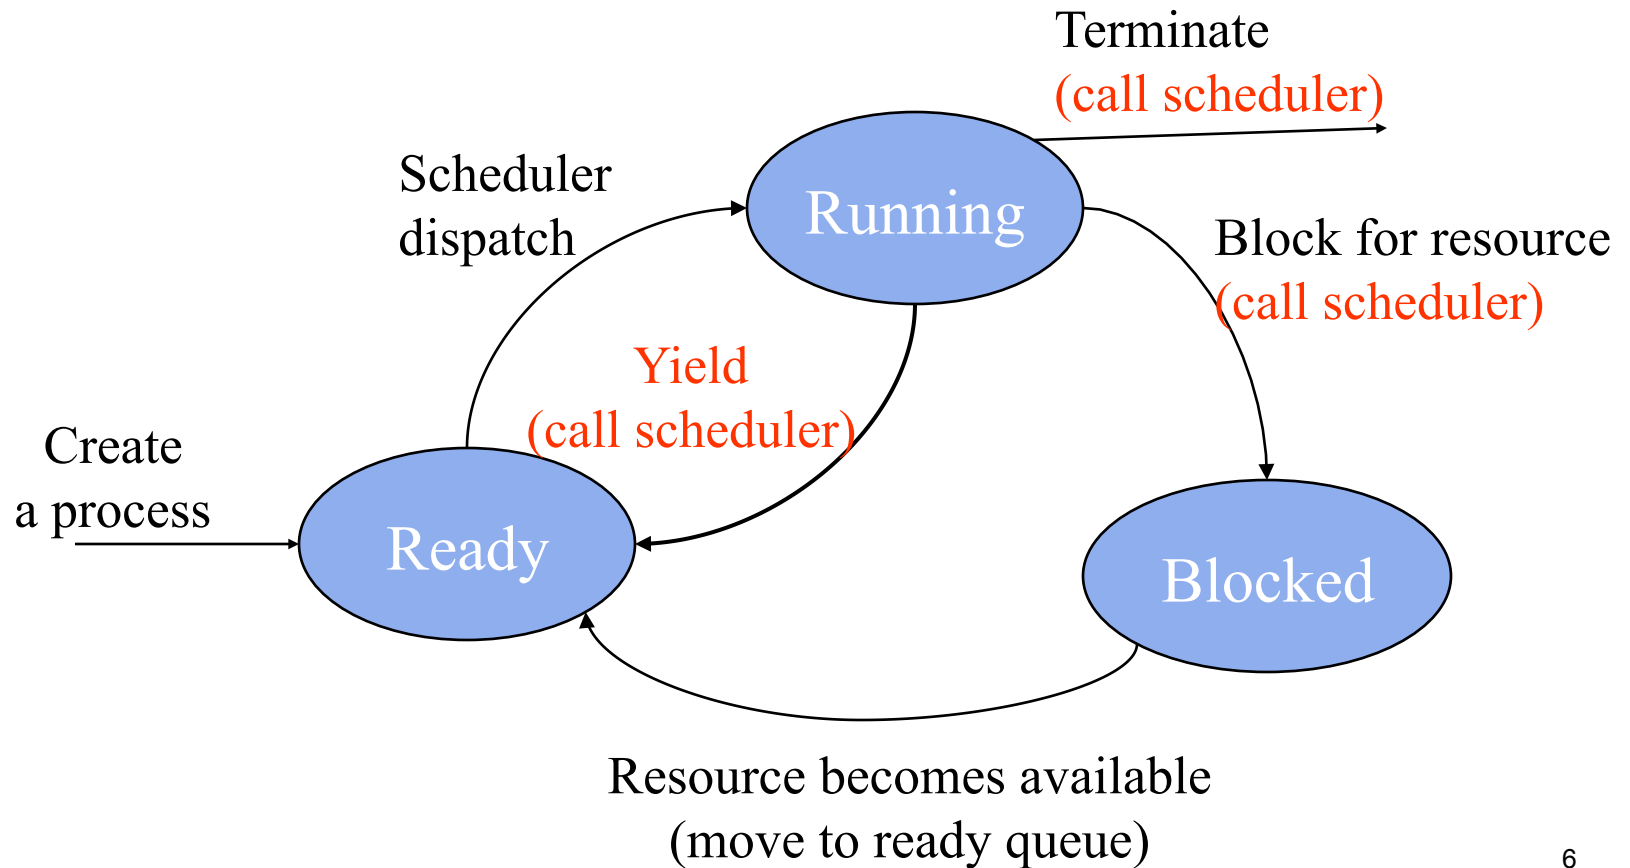 Terminate
(call scheduler)
Scheduler
dispatch
Running
Block for resource
(call scheduler)
Yield
(call scheduler)
Create
a process
Ready
Blocked
Resource becomes available
(move to ready queue)
6